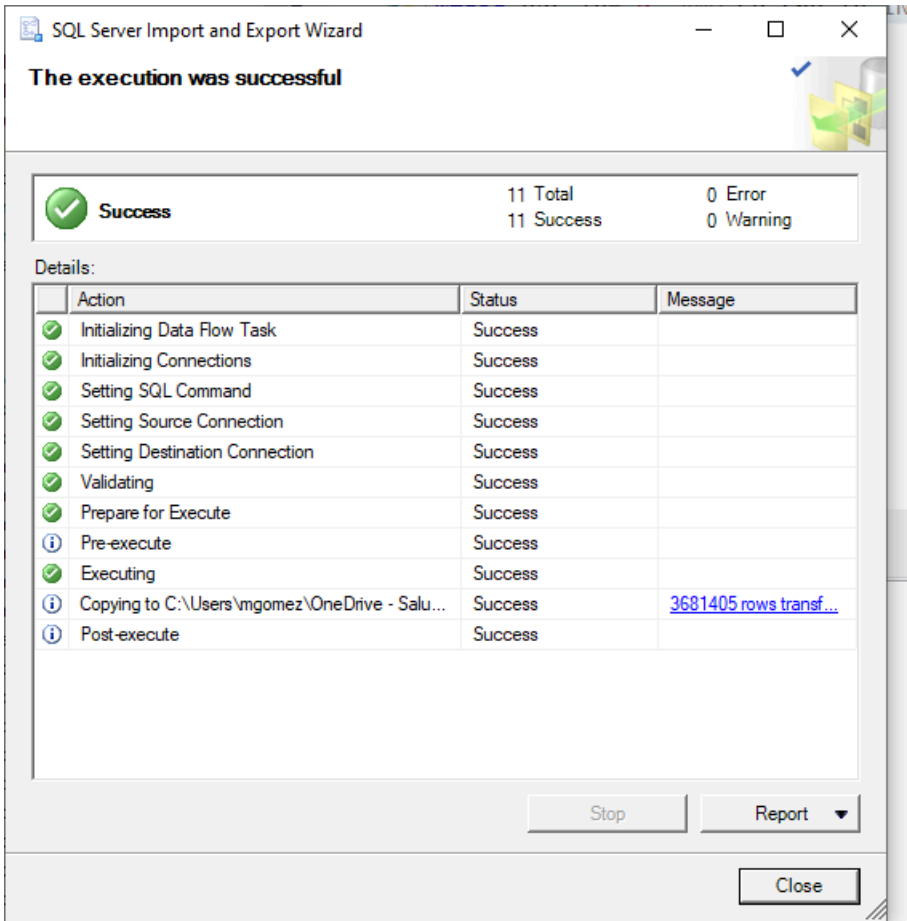 SQL Server Import and Export Wizard
The execution was successful
Success
11 Total 0 Error
11 Success 0 Warning
Details:
Action Status Message
Initializing Data Flow Task Success
Initializing Connections Success
Setting SQL Command Success
Setting Source Connection Success
Setting Destination Connection Success
Validating Success
Prepare for Execute Success
Pre-execute Success
Executing Success
Copying to C:\Users\mgomez\OneDrive - Salu... Success 3681405 rows transf...
Post-execute Success
Stop Report
Close